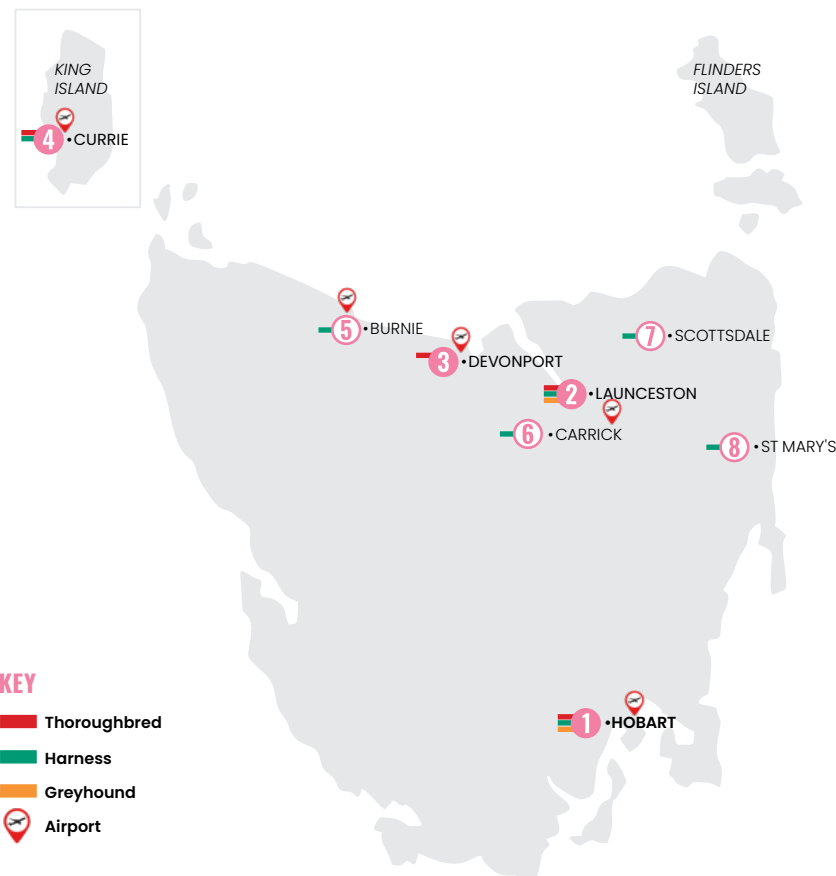 KING
ISLAND
FLINDERS
ISLAND
4 •CURRIE
5 •BURNIE
7 •SCOTTSDALE
3 •DEVONPORT
2 •LAUNCESTON
6 •CARRICK
8 •ST MARY'S
KEY
1 •HOBART
Thoroughbred
Harness
Greyhound
Airport